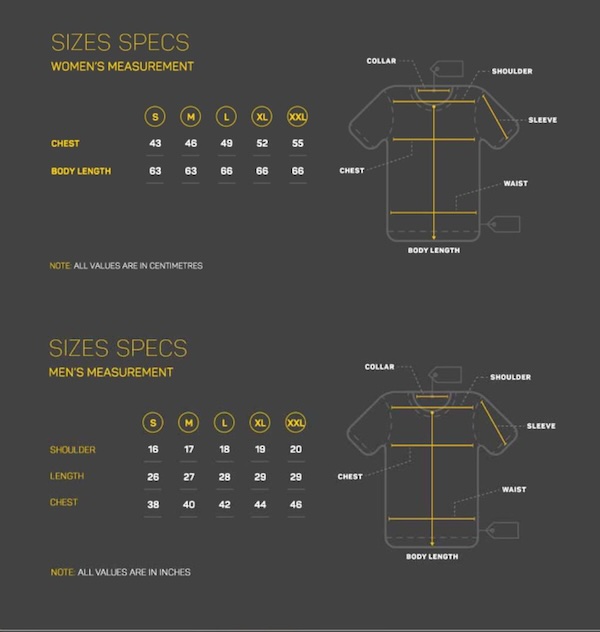 SIZES SPECS
WOMEN'S MEASUREMENT
S M L XL XXL
CHEST 43 46 49 52 55
BODY LENGTH 63 63 66 66 66
NOTE: ALL VALUES ARE IN CENTIMETRES
COLLAR
SHOULDER
SLEEVE
CHEST
WAIST
BODY LENGTH
SIZES SPECS
MEN'S MEASUREMENT
S M L XL XXL
SHOULDER 16 17 18 19 20
LENGTH 26 27 28 29 29
CHEST 38 40 42 44 46
NOTE: ALL VALUES ARE IN INCHES
COLLAR
SHOULDER
SLEEVE
CHEST
WAIST
BODY LENGTH